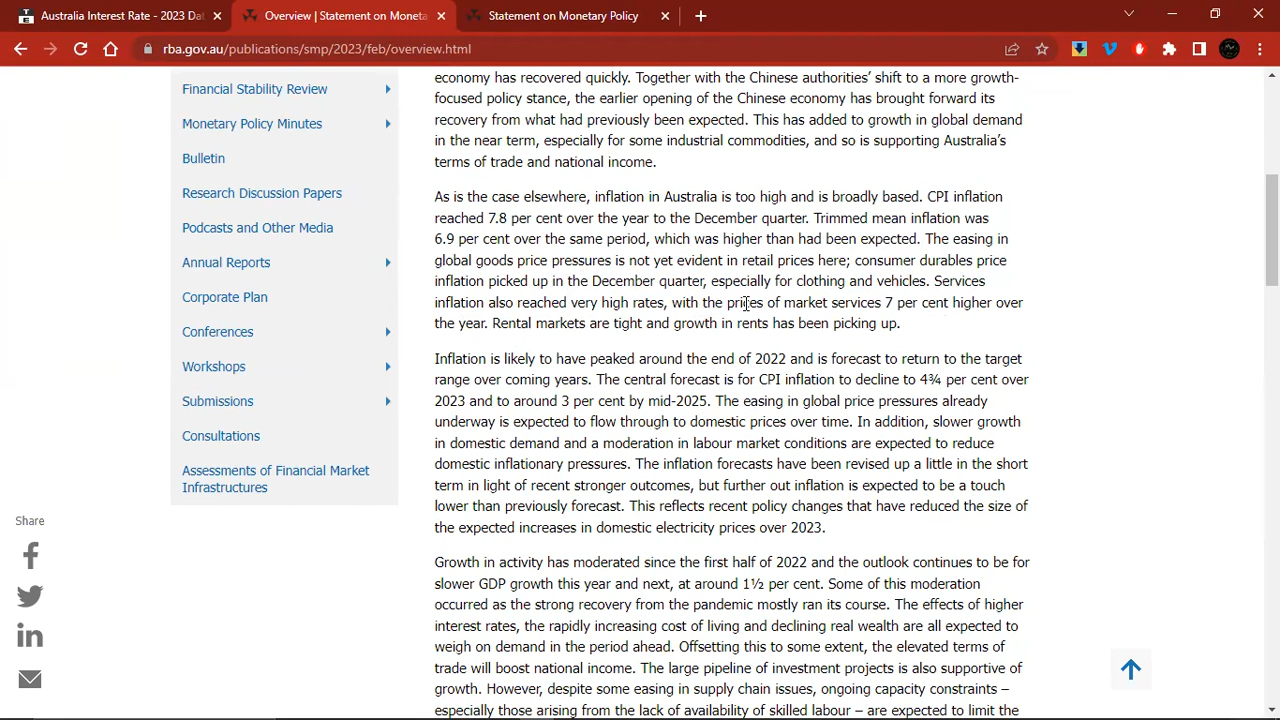 Australia Interest Rate - 2023 Dat
Overview | Statement on Moneta
Statement on Monetary Policy
rba.gov.au/publications/smp/2023/feb/overview.html
Financial Stability Review
Monetary Policy Minutes
Bulletin
Research Discussion Papers
Podcasts and Other Media
Annual Reports
Corporate Plan
Conferences
Workshops
Submissions
Consultations
Assessments of Financial Market
Infrastructures
Share
economy has recovered quickly. Together with the Chinese authorities’ shift to a more growth-
focused policy stance, the earlier opening of the Chinese economy has brought forward its
recovery from what had previously been expected. This has added to growth in global demand
in the near term, especially for some industrial commodities, and so is supporting Australia’s
terms of trade and national income.
As is the case elsewhere, inflation in Australia is too high and is broadly based. CPI inflation
reached 7.8 per cent over the year to the December quarter. Trimmed mean inflation was
6.9 per cent over the same period, which was higher than had been expected. The easing in
global goods price pressures is not yet evident in retail prices here; consumer durables price
inflation picked up in the December quarter, especially for clothing and vehicles. Services
inflation also reached very high rates, with the prices of market services 7 per cent higher over
the year. Rental markets are tight and growth in rents has been picking up.
Inflation is likely to have peaked around the end of 2022 and is forecast to return to the target
range over coming years. The central forecast is for CPI inflation to decline to 4¾ per cent over
2023 and to around 3 per cent by mid-2025. The easing in global price pressures already
underway is expected to flow through to domestic prices over time. In addition, slower growth
in domestic demand and a moderation in labour market conditions are expected to reduce
domestic inflationary pressures. The inflation forecasts have been revised up a little in the short
term in light of recent stronger outcomes, but further out inflation is expected to be a touch
lower than previously forecast. This reflects recent policy changes that have reduced the size of
the expected increases in domestic electricity prices over 2023.
Growth in activity has moderated since the first half of 2022 and the outlook continues to be for
slower GDP growth this year and next, at around 1½ per cent. Some of this moderation
occurred as the strong recovery from the pandemic mostly ran its course. The effects of higher
interest rates, the rapidly increasing cost of living and declining real wealth are all expected to
weigh on demand in the period ahead. Offsetting this to some extent, the elevated terms of
trade will boost national income. The large pipeline of investment projects is also supportive of
growth. However, despite some easing in supply chain issues, ongoing capacity constraints –
especially those arising from the lack of availability of skilled labour – are expected to limit the